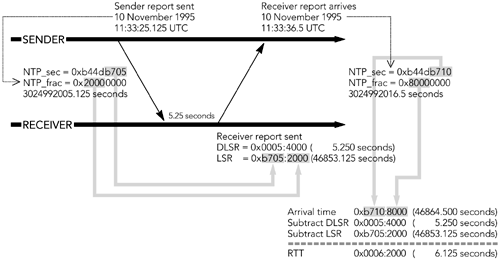 Sender report sent
10 November 1995
11:33:25.125 UTC
Receiver report arrives
10 November 1995
11:33:36.5 UTC
SENDER
NTP_sec = 0xb44db705
NTP_frac = 0x20000000
3024992005.125 seconds
NTP_sec = 0xb44db710
NTP_frac = 0x80000000
3024992016.5 seconds
5.25 seconds
RECEIVER
Receiver report sent
DLSR = 0x0005:4000 ( 5.250 seconds)
LSR = 0xb705:2000 (46853.125 seconds)
Arrival time 0xb710:8000 (46864.500 seconds)
Subtract DLSR 0x0005:4000 ( 5.250 seconds)
Subtract LSR 0xb705:2000 (46853.125 seconds)
RTT 0x0006:2000 ( 6.125 seconds)